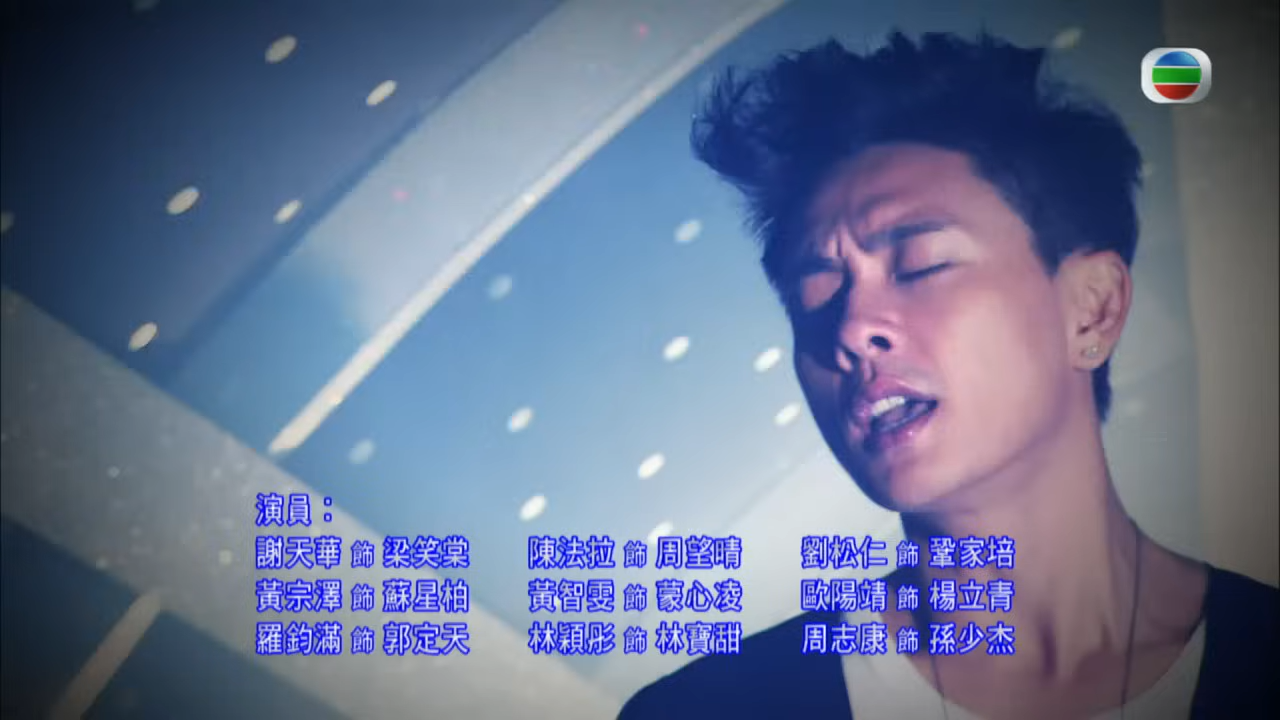 演員：
謝天華 飾 梁笑棠 陳法拉 飾 周望晴 劉松仁 飾 鞏家培
黃宗澤 飾 蘇星柏 黃智雯 飾 蒙心凌 歐陽靖 飾 楊立青
羅鈞滿 飾 郭定天 林穎彤 飾 林寶甜 周志康 飾 孫少杰